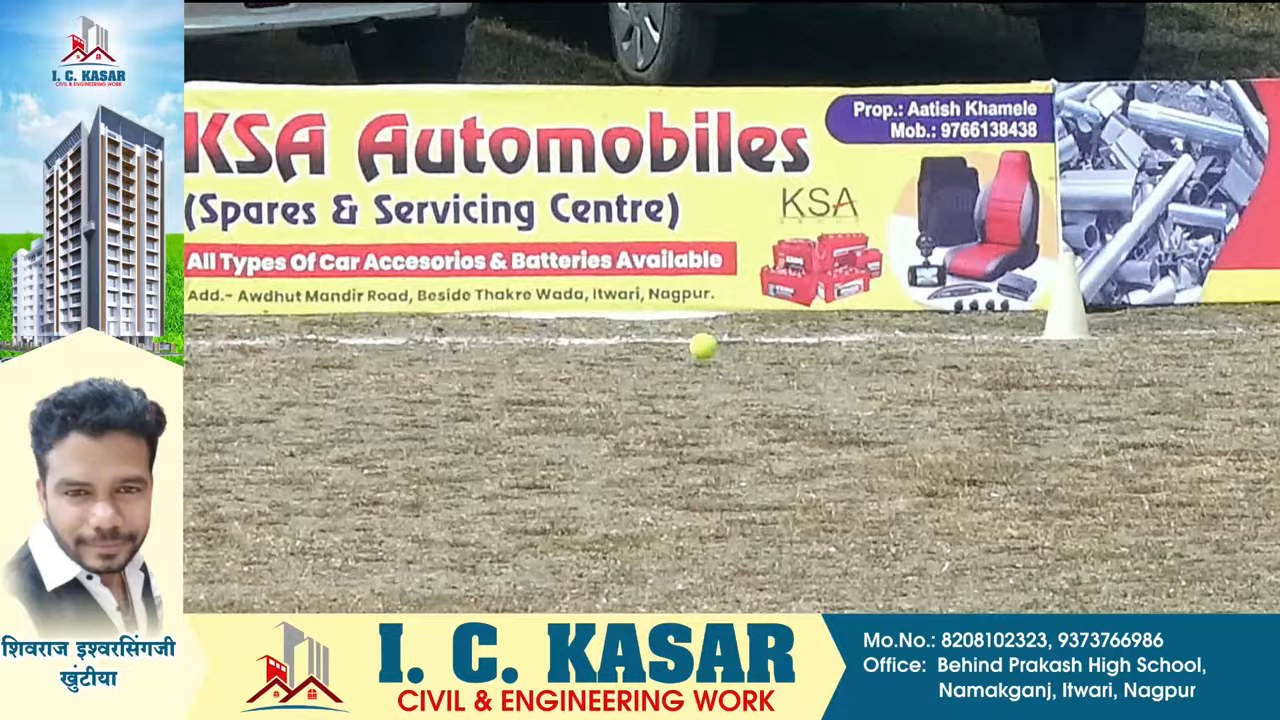 I. C. KASAR
CIVIL & ENGINEERING WORK
KSA Automobiles
(Spares & Servicing Centre)
All Types Of Car Accesorios & Batteries Available
Add.- Awdhut Mandir Road, Beside Thakre Wada, Itwari, Nagpur.
Prop.: Aatish Khamele
Mob.: 9766138438
KSA
शिवराज इश्वरसिंगजी
खुंटीया
I. C. KASAR
CIVIL & ENGINEERING WORK
Mo.No.: 8208102323, 9373766986
Office: Behind Prakash High School,
Namakganj, Itwari, Nagpur